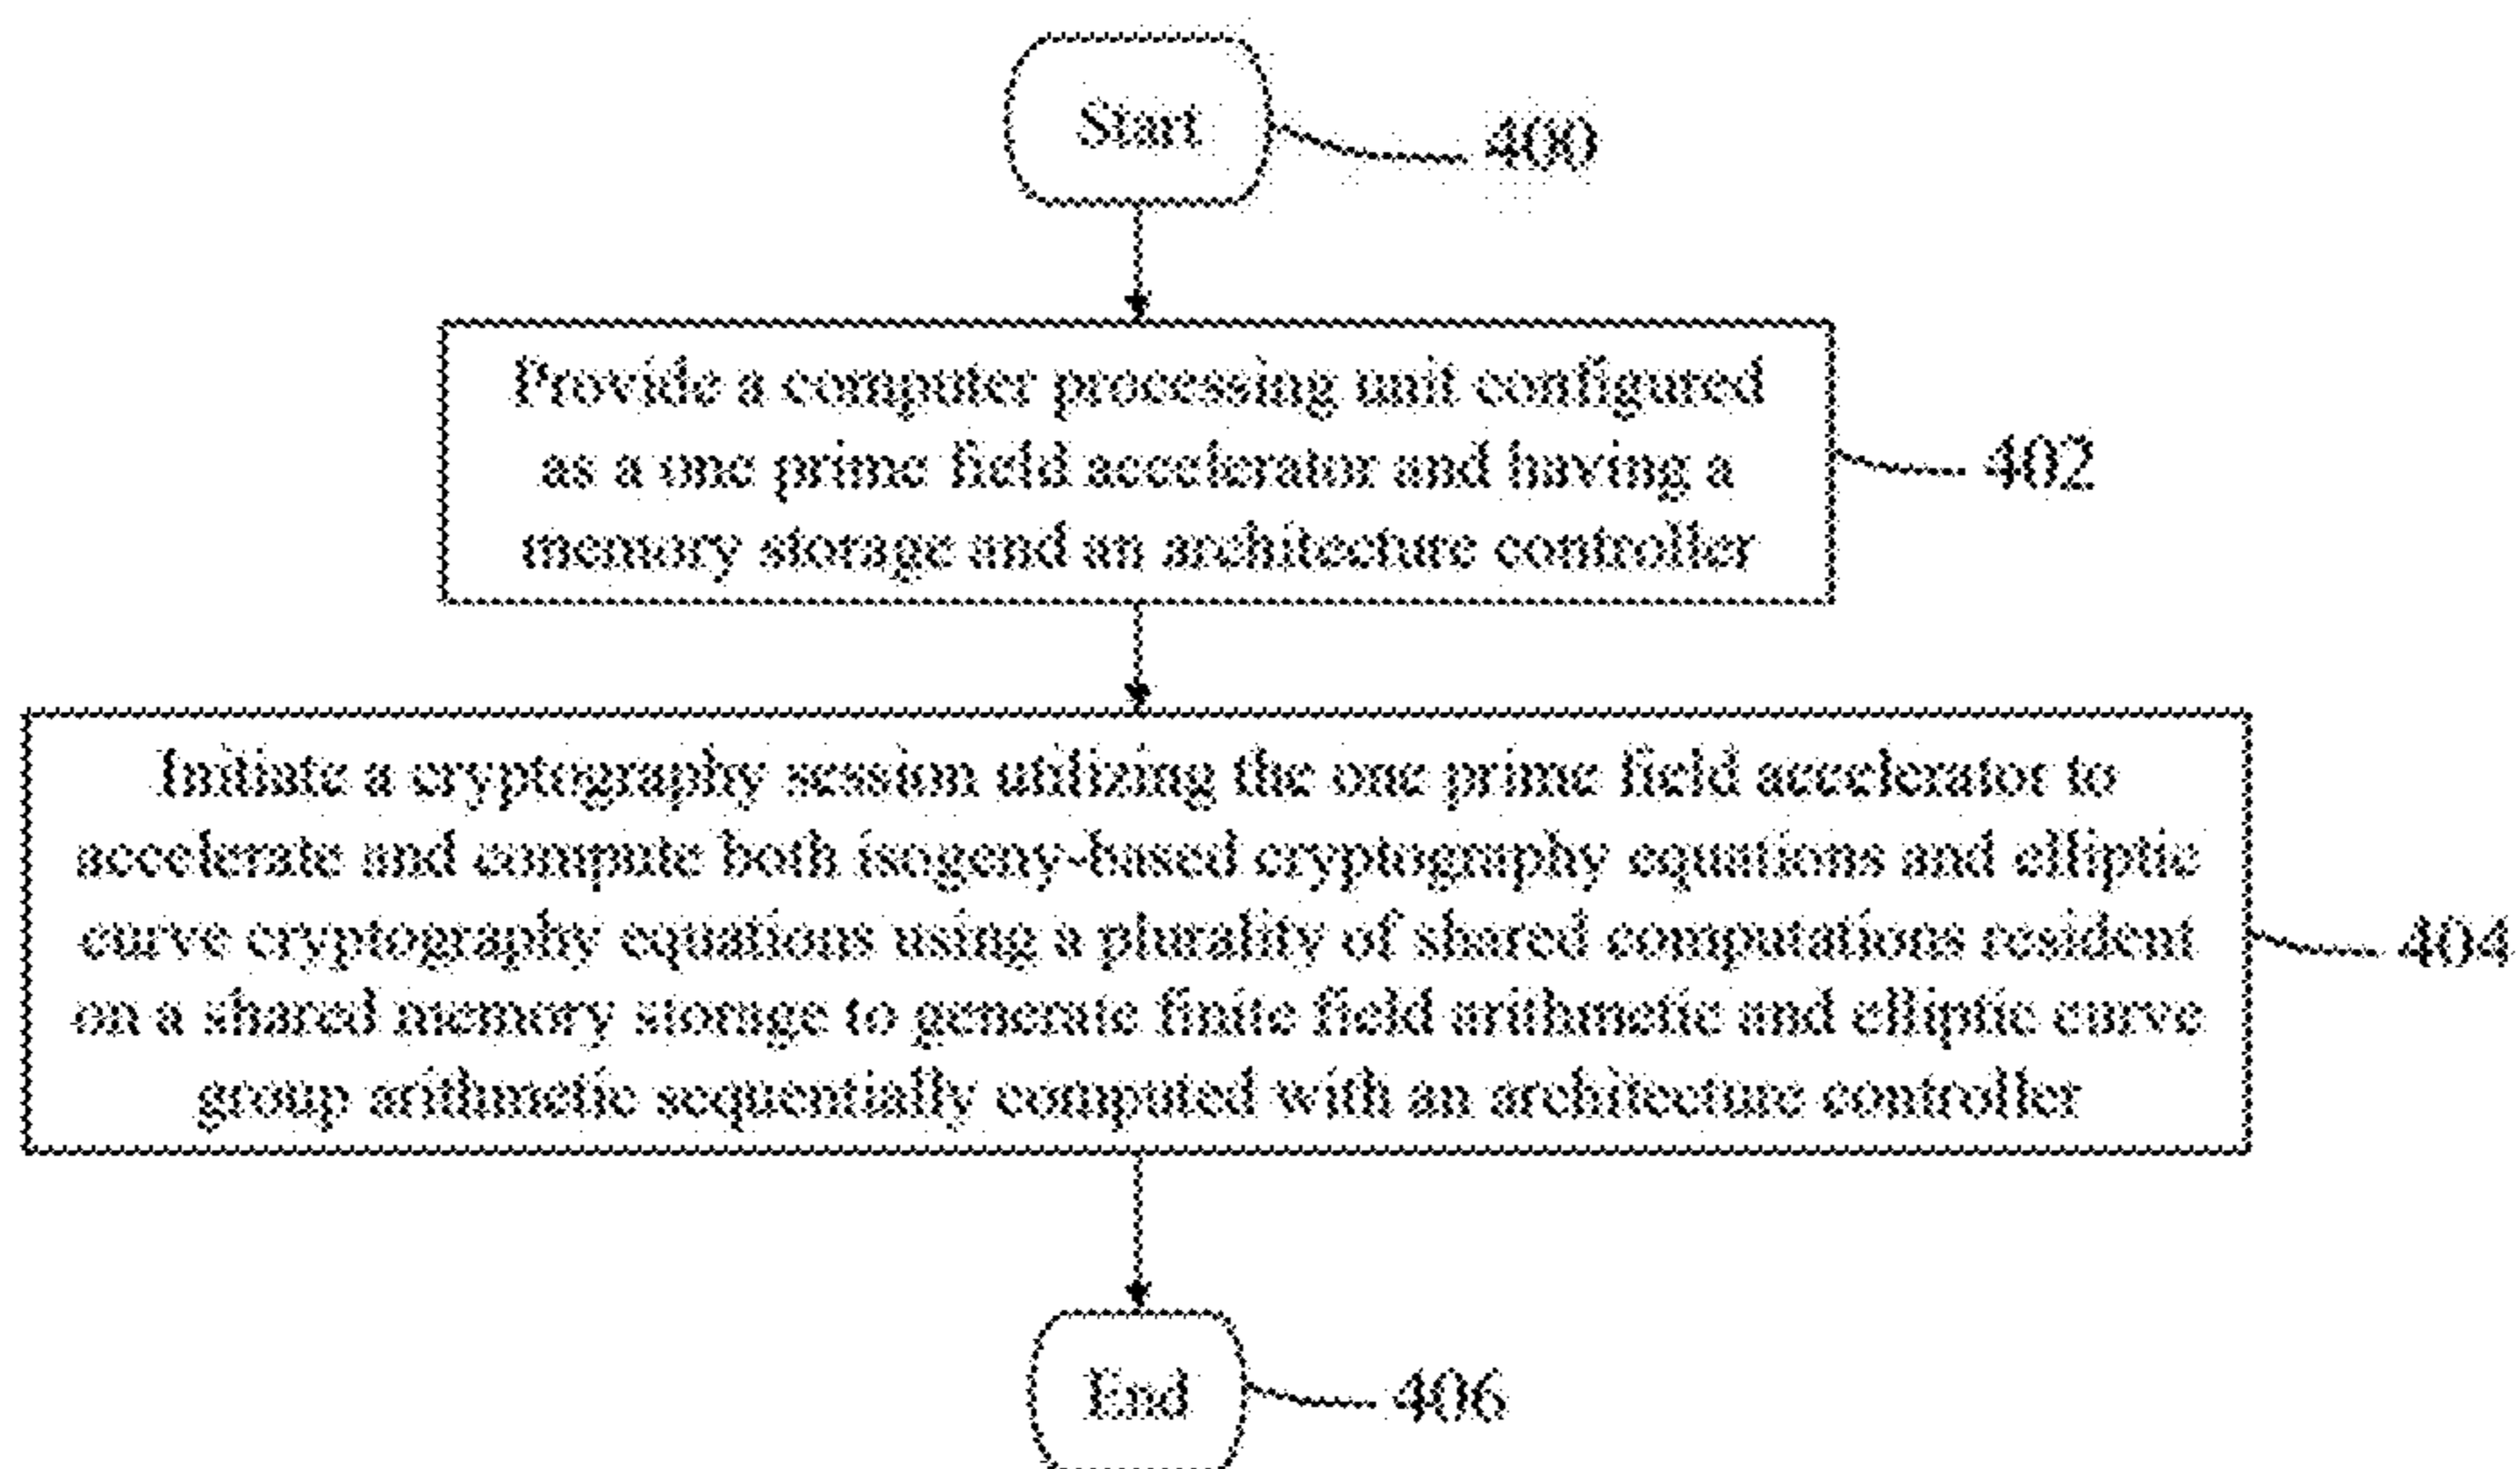 Start
400
Provide a computer processing unit configured
as a one prime field accelerator and having a
memory storage and an architecture controller
402
Initiate a cryptography session utilizing the one prime field accelerator to
accelerate and compute both isogeny-based cryptography equations and elliptic
curve cryptography equations using a plurality of shared computations resident
on a shared memory storage to generate finite field arithmetic and elliptic curve
group arithmetic sequentially computed with an architecture controller
404
End
406